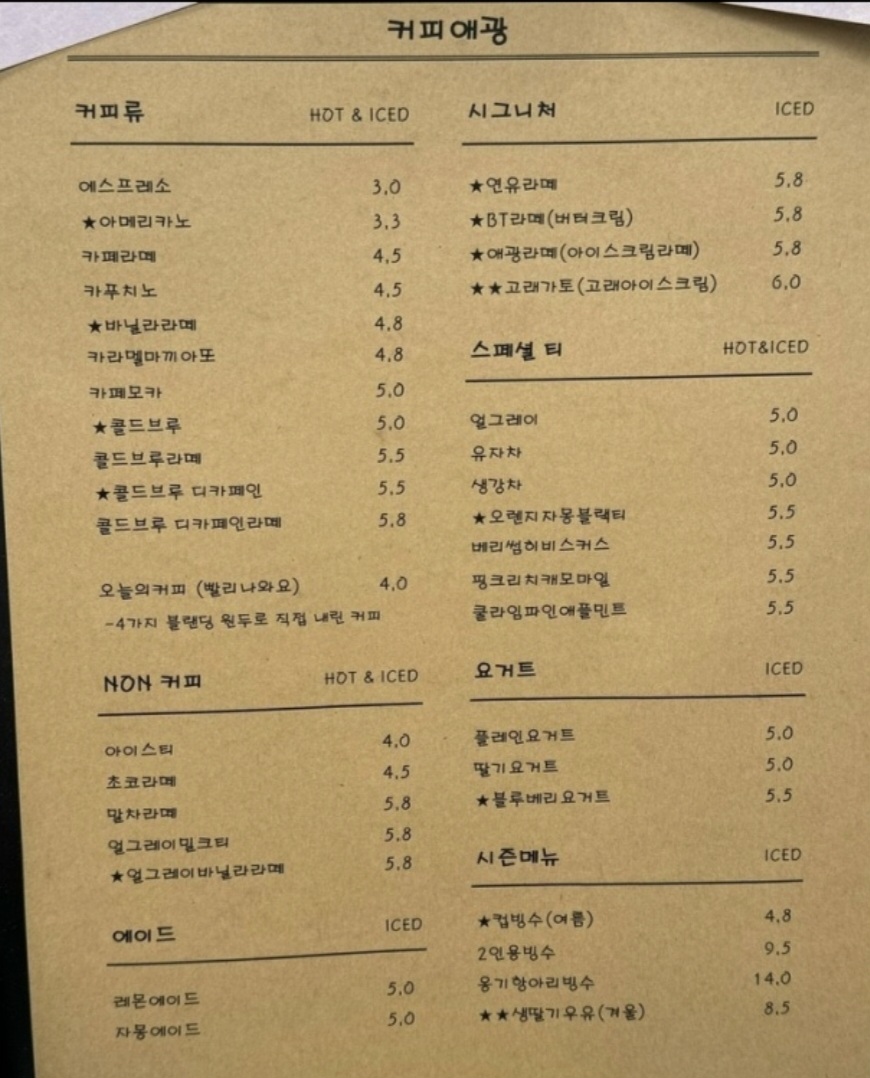 커피애광
커피류 HOT & ICED
에스프레소 3.0
★아메리카노 3.3
카페라떼 4.5
카푸치노 4.5
★바닐라라떼 4.8
카라멜마끼아또 4.8
카페모카 5.0
★콜드브루 5.0
콜드브루라떼 5.5
★콜드브루 디카페인 5.5
콜드브루 디카페인라떼 5.8
오늘의커피 (빨리나와요) 4.0
-4가지 블랜딩 원두로 직접 내린 커피
NON 커피 HOT & ICED
아이스티 4.0
초코라떼 4.5
말차라떼 5.8
얼그레이밀크티 5.8
★얼그레이바닐라라떼 5.8
에이드 ICED
레몬에이드 5.0
자몽에이드 5.0
시그니처 ICED
★연유라떼 5.8
★BT라떼(버터크림) 5.8
★애광라떼(아이스크림라떼) 5.8
★★고래가토(고래아이스크림) 6.0
스페셜 티 HOT&ICED
얼그레이 5.0
유자차 5.0
생강차 5.0
★오렌지자몽블랙티 5.5
베리썸히비스커스 5.5
핑크리치캐모마일 5.5
쿨라임파인애플민트 5.5
요거트 ICED
플레인요거트 5.0
딸기요거트 5.0
★블루베리요거트 5.5
시즌메뉴 ICED
★컵빙수(여름) 4.8
2인용빙수 9.5
옹기항아리빙수 14.0
★★생딸기우유(겨울) 8.5